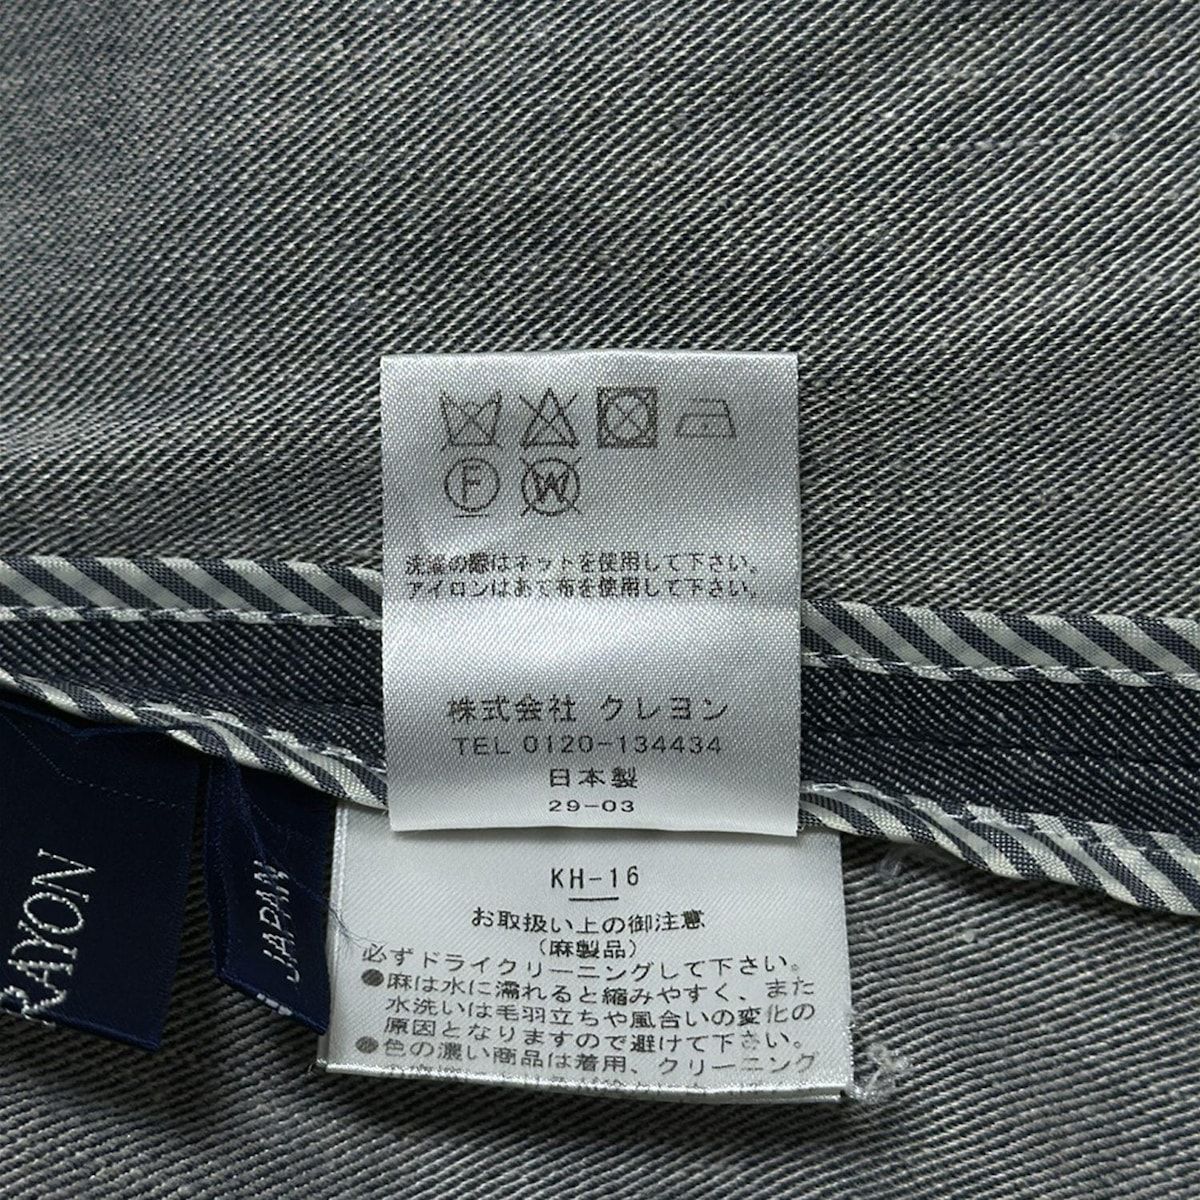 F W
洗濯の際はネットを使用して下さい。
アイロンはあて布を使用して下さい。
株式会社 クレヨン
TEL 0120-134434
日本製
29-03
KH-16
お取扱い上の御注意
(麻製品)
必ずドライクリーニングして下さい。
●麻は水に濡れると縮みやすく、また
水洗いは毛羽立ちや風合いの変化の
原因となりますので避けて下さい。
●色の濃い商品は着用、クリーニング
RAYON
JAPAN